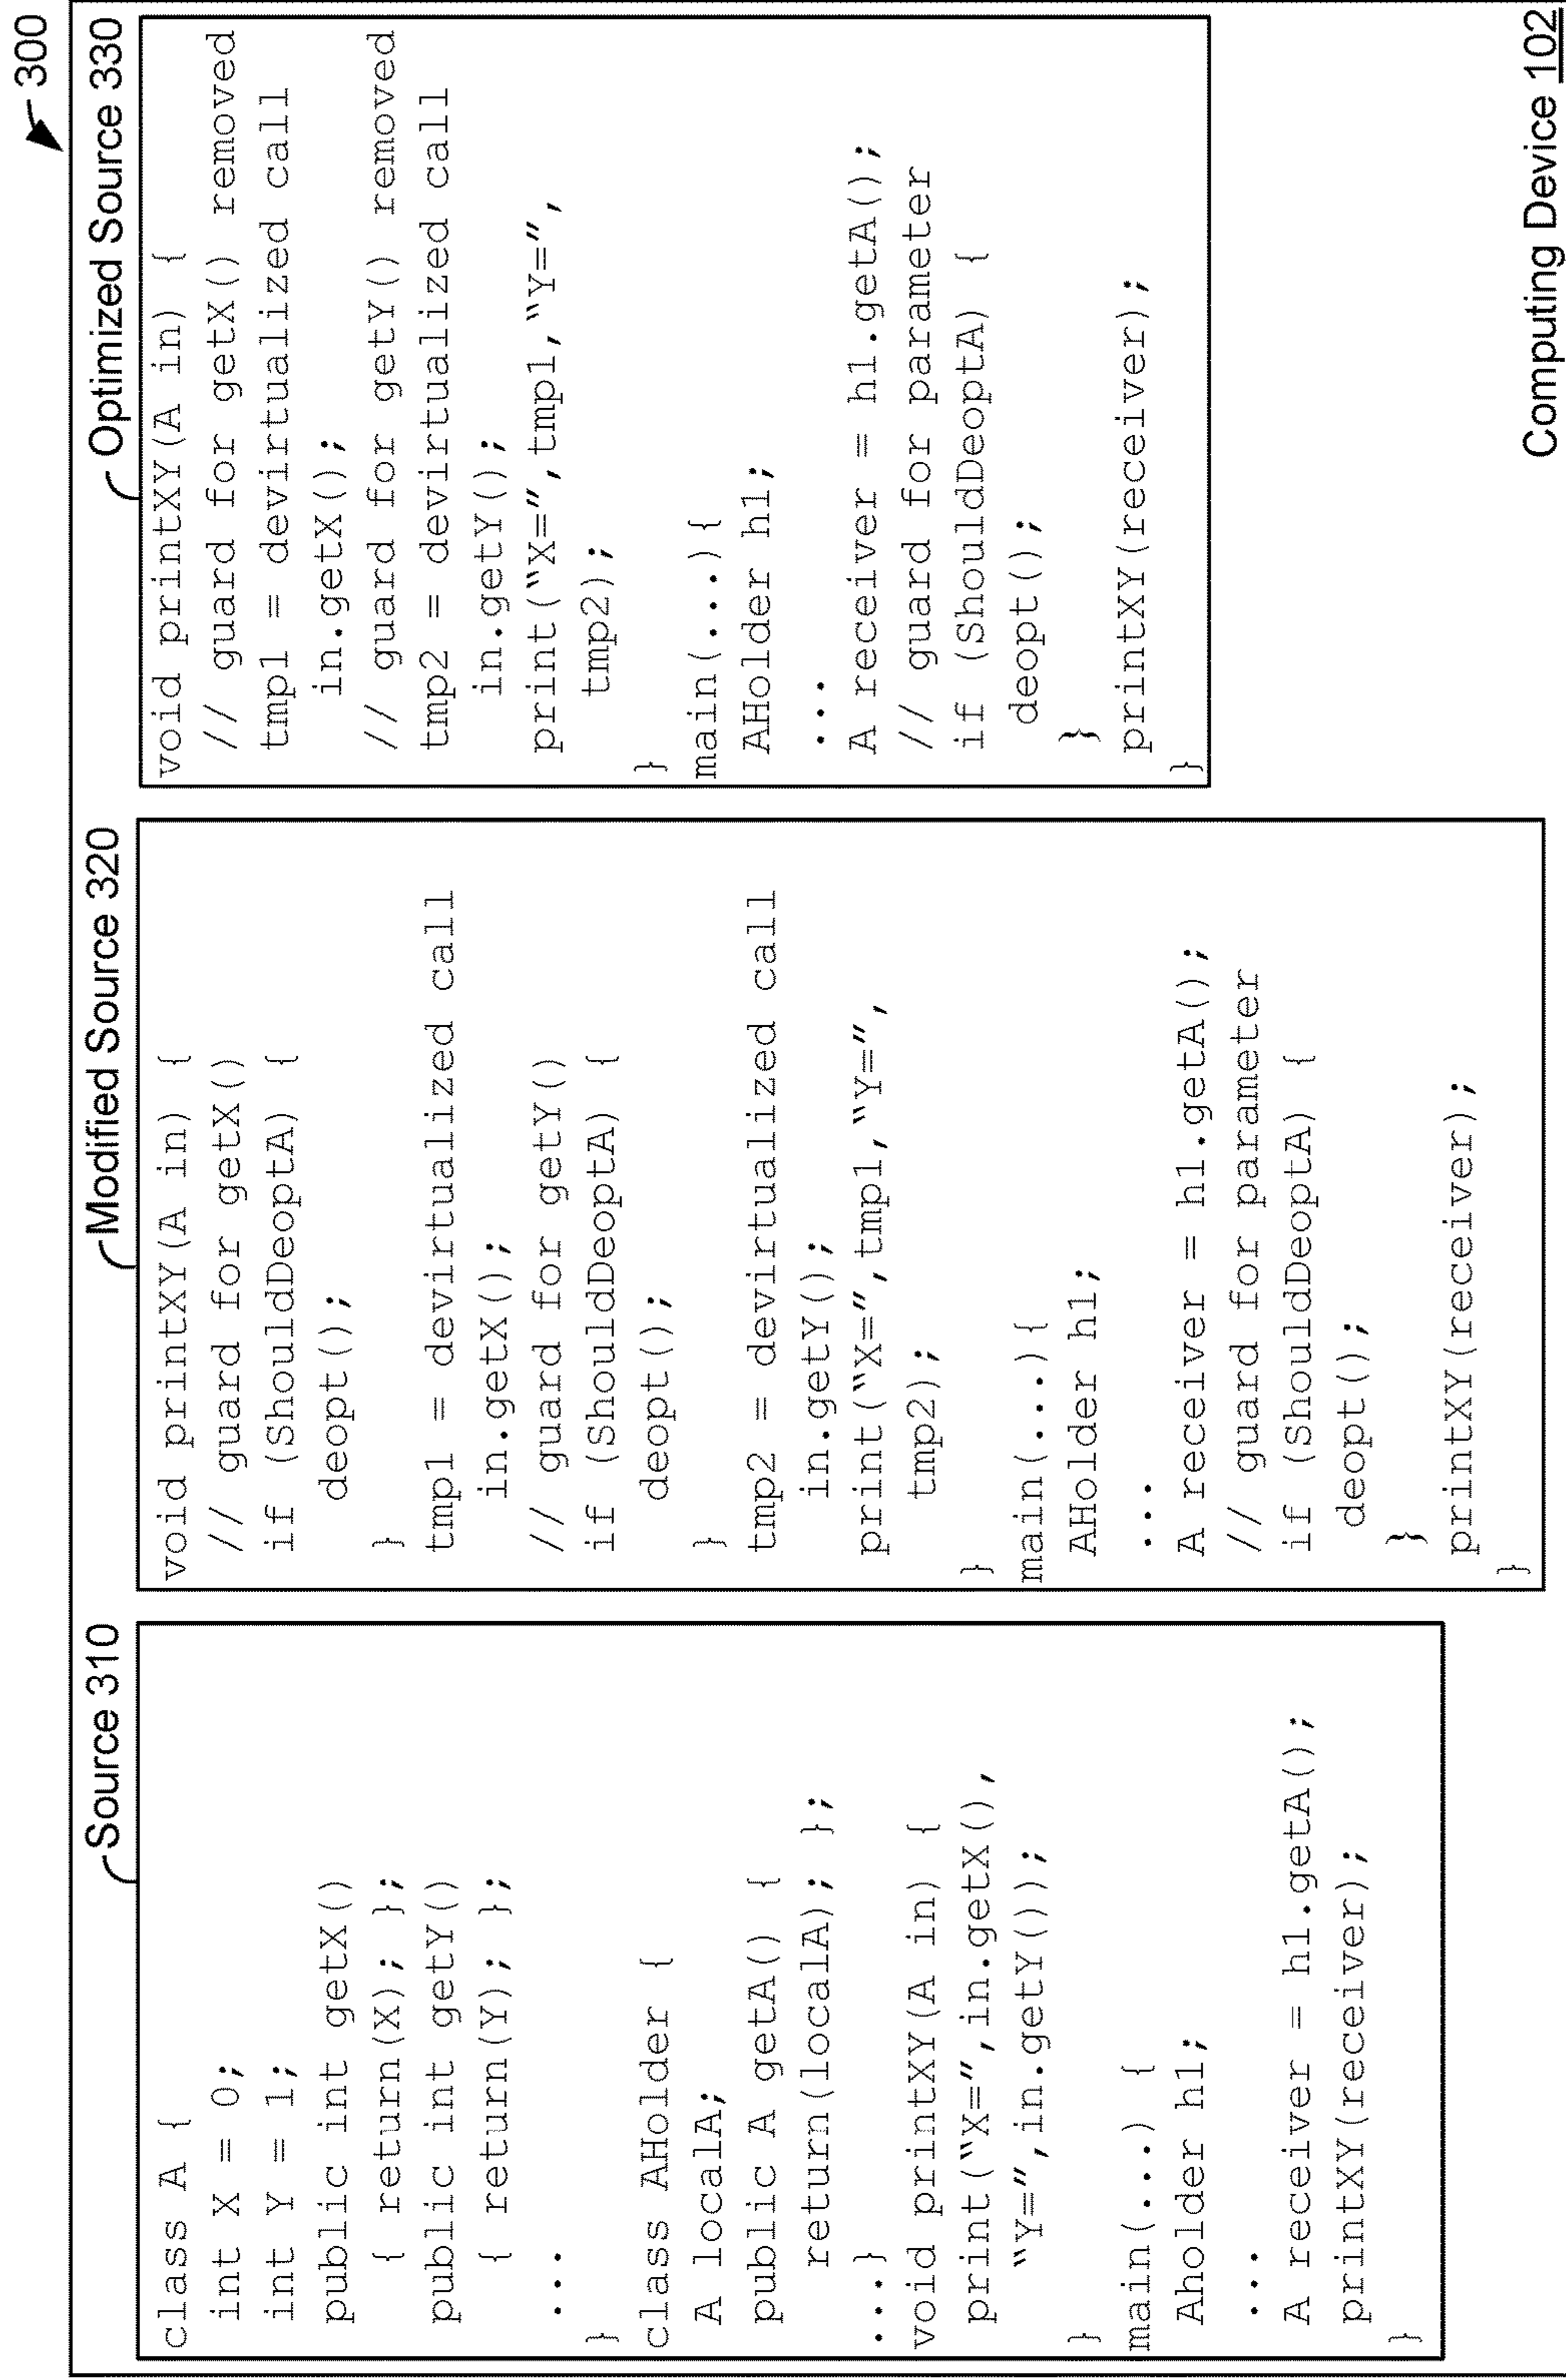 300
Source 310
class A {
int X = 0;
int Y = 1;
public int getX()
{ return(X); };
public int getY()
{ return(Y); };
...
}
class AHolder {
A localA;
public A getA() {
return(localA); };
...}
void printXY(A in) {
print("X=",in.getX(),
"Y=",in.getY());
}
main(...) {
Aholder h1;
...
A receiver = h1.getA();
printXY(receiver);
}
Modified Source 320
void printXY(A in) {
// guard for getX()
if (ShouldDeoptA) {
deopt();
}
tmp1 = devirtualized call
in.getX();
// guard for getY()
if (ShouldDeoptA) {
deopt();
}
tmp2 = devirtualized call
in.getY();
print("X=",tmp1,"Y=",
tmp2);
}
main(...){
AHolder h1;
...
A receiver = h1.getA();
// guard for parameter
if (ShouldDeoptA) {
deopt();
}
printXY(receiver);
}
Optimized Source 330
void printXY(A in) {
// guard for getX() removed
tmp1 = devirtualized call
in.getX();
// guard for getY() removed
tmp2 = devirtualized call
in.getY();
print("X=",tmp1,"Y=",
tmp2);
}
main(...){
AHolder h1;
...
A receiver = h1.getA();
// guard for parameter
if (ShouldDeoptA) {
deopt();
}
printXY(receiver);
}
Computing Device 102